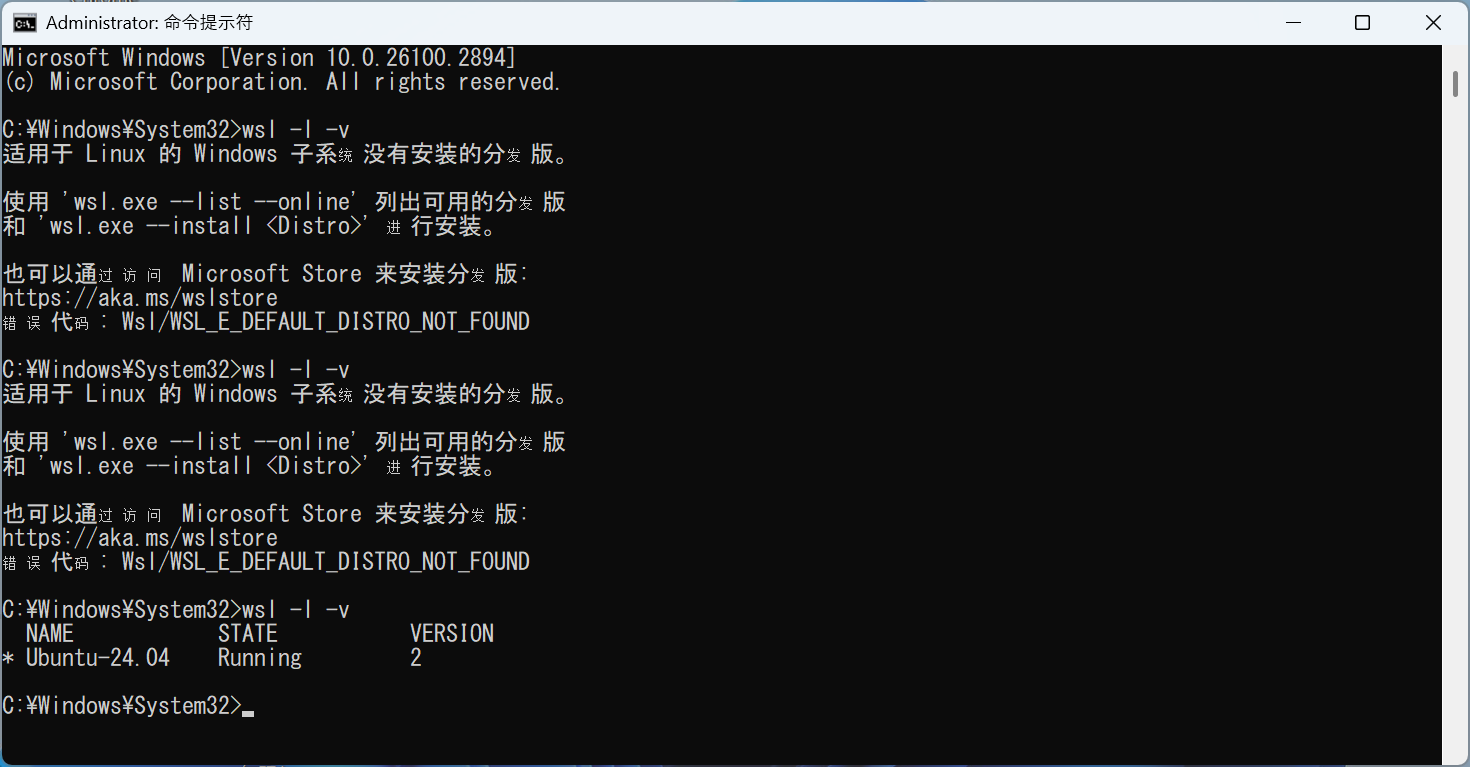 Administrator: 命令提示符
Microsoft Windows [Version 10.0.26100.2894]
(c) Microsoft Corporation. All rights reserved.
C:¥Windows¥System32>wsl -l -v
适用于 Linux 的 Windows 子系统 没有安装的分发 版。
使用 'wsl.exe --list --online' 列出可用的分发 版
和 'wsl.exe --install <Distro>' 进 行安装。
也可以通过 访 问 Microsoft Store 来安装分发 版:
https://aka.ms/wslstore
错 误 代码 : Wsl/WSL_E_DEFAULT_DISTRO_NOT_FOUND
C:¥Windows¥System32>wsl -l -v
适用于 Linux 的 Windows 子系统 没有安装的分发 版。
使用 'wsl.exe --list --online' 列出可用的分发 版
和 'wsl.exe --install <Distro>' 进 行安装。
也可以通过 访 问 Microsoft Store 来安装分发 版:
https://aka.ms/wslstore
错 误 代码 : Wsl/WSL_E_DEFAULT_DISTRO_NOT_FOUND
C:¥Windows¥System32>wsl -l -v
NAME STATE VERSION
* Ubuntu-24.04 Running 2
C:¥Windows¥System32>